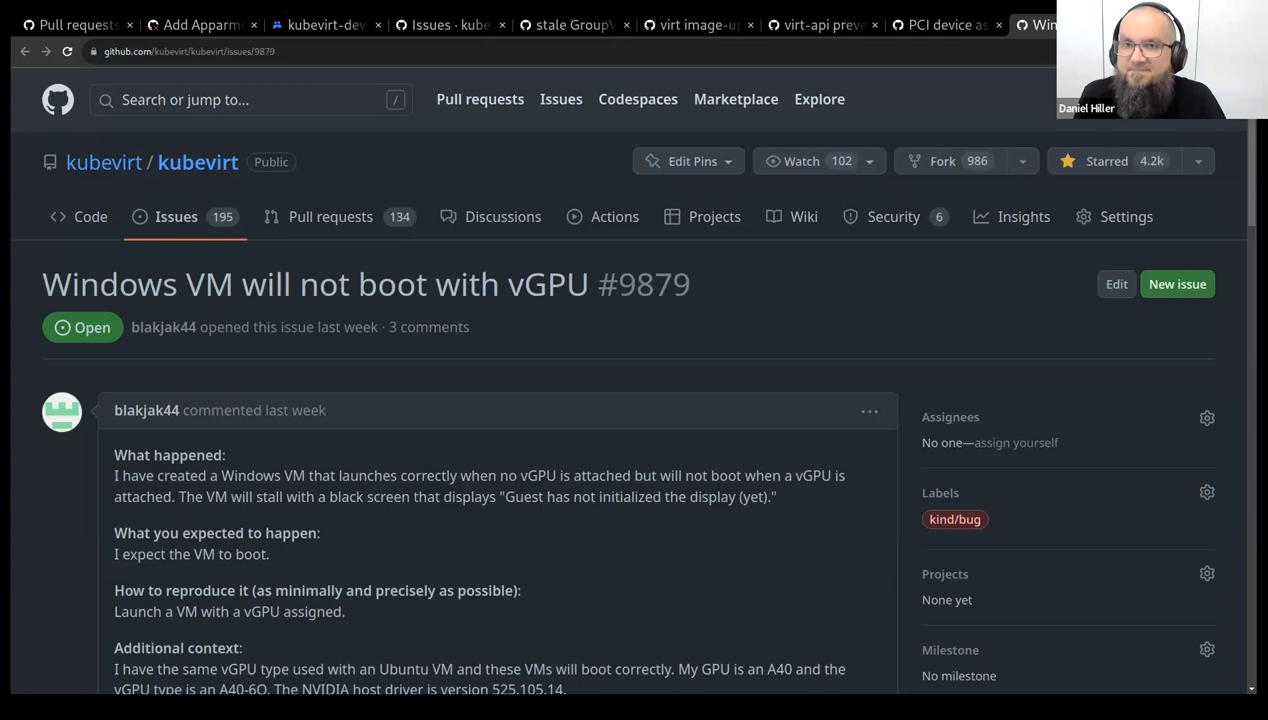 Pull requests
Add Apparm
kubevirt-dev
Issues · kube
stale GroupV
virt image-up
virt-api preve
PCI device as
Win
github.com/kubevirt/kubevirt/issues/9879
Search or jump to...
/
Pull requests
Issues
Codespaces
Marketplace
Explore
Daniel Hiller
kubevirt / kubevirt
Public
Edit Pins
Watch 102
Fork 986
Starred 4.2k
Code
Issues 195
Pull requests 134
Discussions
Actions
Projects
Wiki
Security 6
Insights
Settings
Windows VM will not boot with vGPU #9879
Edit
New issue
Open
blakjak44 opened this issue last week · 3 comments
blakjak44 commented last week
What happened:
I have created a Windows VM that launches correctly when no vGPU is attached but will not boot when a vGPU is
attached. The VM will stall with a black screen that displays "Guest has not initialized the display (yet)."
What you expected to happen:
I expect the VM to boot.
How to reproduce it (as minimally and precisely as possible):
Launch a VM with a vGPU assigned.
Additional context:
I have the same vGPU type used with an Ubuntu VM and these VMs will boot correctly. My GPU is an A40 and the
vGPU type is an A40-6Q. The NVIDIA host driver is version 525.105.14.
Assignees
No one—assign yourself
Labels
kind/bug
Projects
None yet
Milestone
No milestone